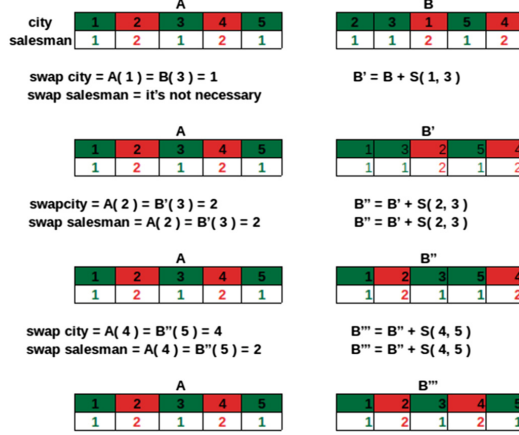 A B
city 1 2 3 4 5 2 3 1 5 4
salesman 1 2 1 2 1 1 1 2 1 2
swap city = A( 1 ) = B( 3 ) = 1 B' = B + S( 1, 3 )
swap salesman = it's not necessary
A B'
1 2 3 4 5 1 3 2 5 4
1 2 1 2 1 1 1 2 1 2
swapcity = A( 2 ) = B'( 3 ) = 2 B'' = B' + S( 2, 3 )
swap salesman = A( 2 ) = B'( 3 ) = 2 B'' = B' + S( 2, 3 )
A B''
1 2 3 4 5 1 2 3 5 4
1 2 1 2 1 1 2 1 1 2
swap city = A( 4 ) = B''( 5 ) = 4 B''' = B'' + S( 4, 5 )
swap salesman = A( 4 ) = B''( 5 ) = 2 B''' = B'' + S( 4, 5 )
A B'''
1 2 3 4 5 1 2 3 4 5
1 2 1 2 1 1 2 1 2 1